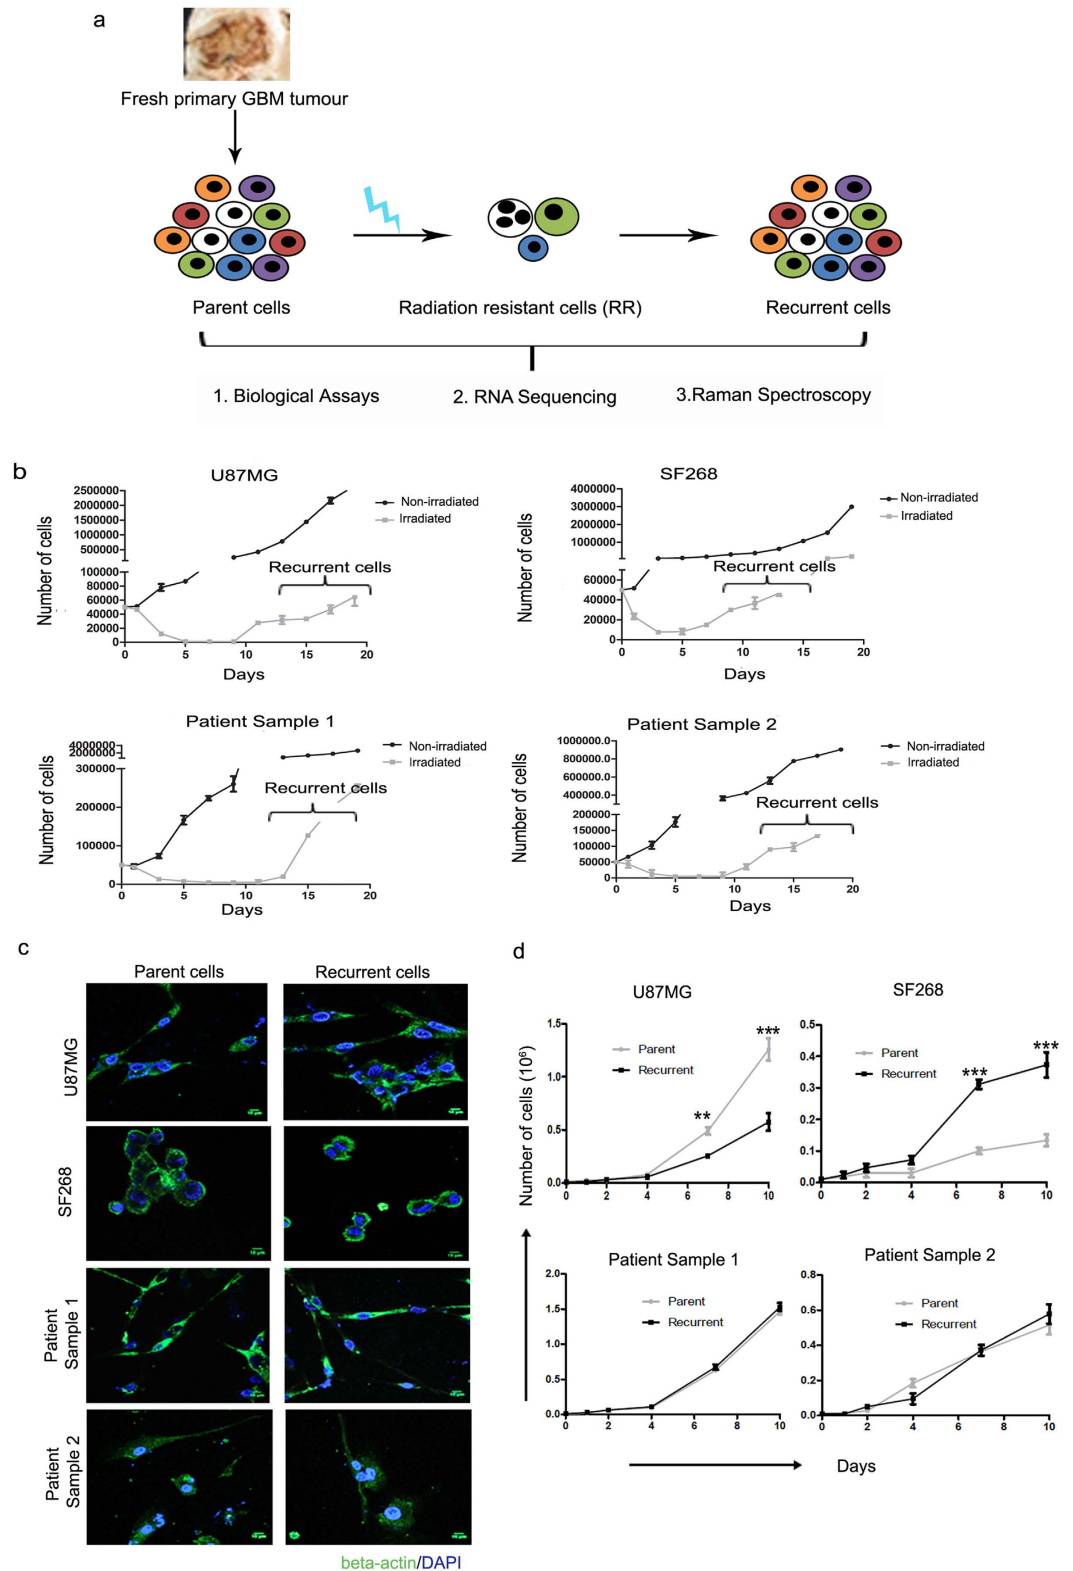 a
Fresh primary GBM tumour
Parent cells
Radiation resistant cells (RR)
Recurrent cells
1. Biological Assays
2. RNA Sequencing
3.Raman Spectroscopy
b
U87MG
Number of cells
2500000
2000000
1500000
1000000
500000
100000
80000
60000
40000
20000
0
0 5 10 15 20
Days
Non-irradiated
Irradiated
Recurrent cells
SF268
Number of cells
4000000
3000000
2000000
1000000
60000
40000
20000
0
0 5 10 15 20
Days
Non-irradiated
Irradiated
Recurrent cells
Patient Sample 1
Number of cells
4000000
2000000
300000
200000
100000
0
0 5 10 15 20
Days
Non-irradiated
Irradiated
Recurrent cells
Patient Sample 2
Number of cells
1000000.0
800000.0
600000.0
400000.0
200000
150000
100000
50000
0
0 5 10 15 20
Days
Non-irradiated
Irradiated
Recurrent cells
c
Parent cells
Recurrent cells
U87MG
SF268
Patient
Sample 1
Patient
Sample 2
beta-actin/DAPI
d
Number of cells (10⁶)
U87MG
1.5
1.0
0.5
0.0
0 2 4 6 8 10
Parent
Recurrent
**
***
SF268
0.5
0.4
0.3
0.2
0.1
0.0
0 2 4 6 8 10
Parent
Recurrent
***
***
Patient Sample 1
2.0
1.5
1.0
0.5
0.0
0 2 4 6 8 10
Parent
Recurrent
Patient Sample 2
0.8
0.6
0.4
0.2
0.0
0 2 4 6 8 10
Parent
Recurrent
Days